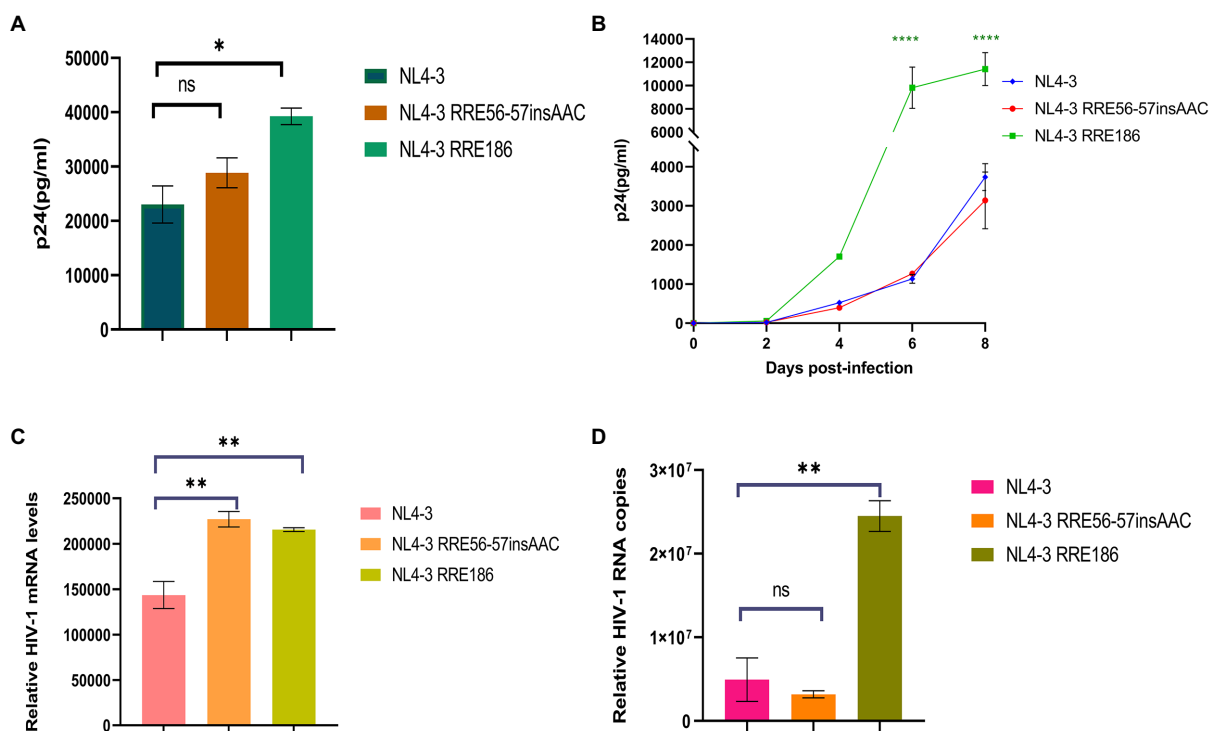 A
p24(pg/ml)
50000
40000
30000
20000
10000
0
*
ns
NL4-3
NL4-3 RRE56-57insAAC
NL4-3 RRE186
B
p24(pg/ml)
14000
12000
10000
8000
6000
4000
3000
2000
1000
0
**** ****
NL4-3
NL4-3 RRE56-57insAAC
NL4-3 RRE186
0 2 4 6 8
Days post-infection
C
Relative HIV-1 mRNA levels
250000
200000
150000
100000
50000
0
**
**
NL4-3
NL4-3 RRE56-57insAAC
NL4-3 RRE186
D
Relative HIV-1 RNA copies
3×10⁷
2×10⁷
1×10⁷
0
**
ns
NL4-3
NL4-3 RRE56-57insAAC
NL4-3 RRE186